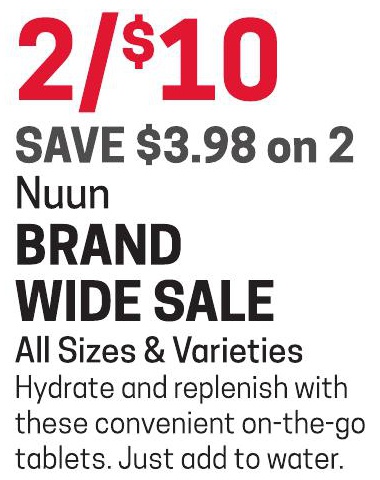 2/$10
SAVE $3.98 on 2
Nuun
BRAND
WIDE SALE
All Sizes & Varieties
Hydrate and replenish with
these convenient on-the-go
tablets. Just add to water.